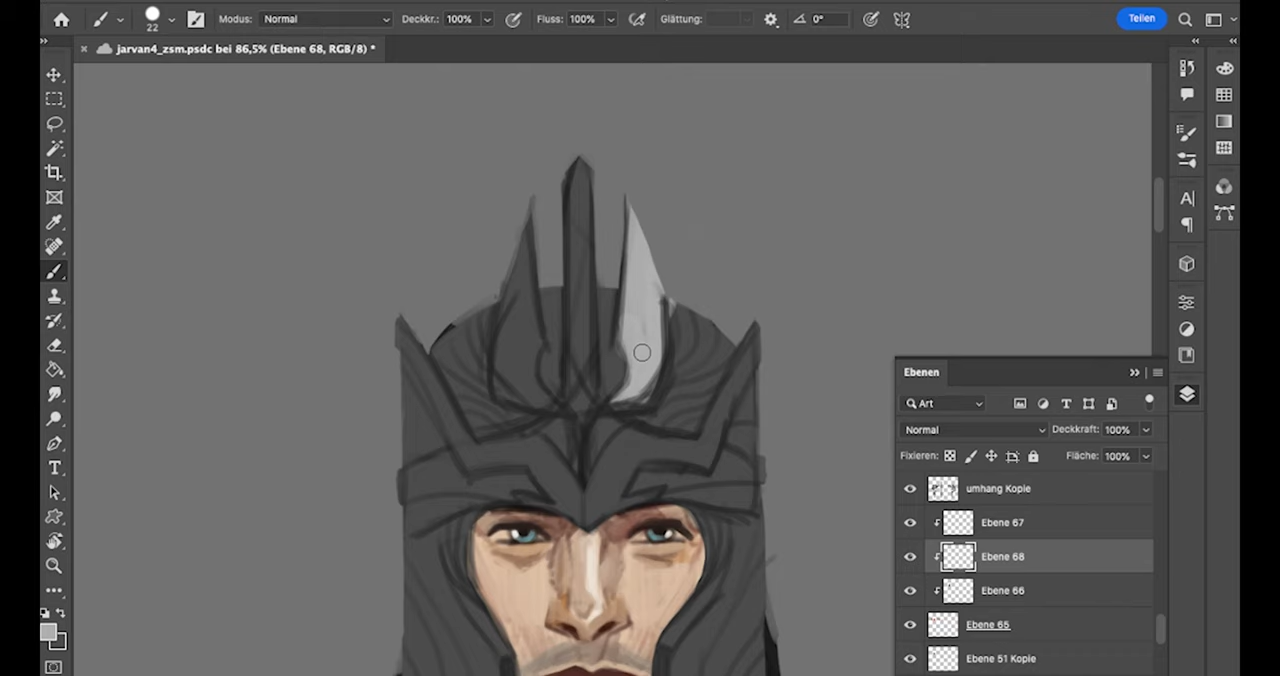 22 Modus: Normal Deckkr.: 100% Fluss: 100% Glättung: 0° Teilen
jarvan4_zsm.psdc bei 86,5% (Ebene 68, RGB/8) *
Ebenen
Art
Normal Deckkraft: 100%
Fixieren: Fläche: 100%
umhang Kopie
Ebene 67
Ebene 68
Ebene 66
Ebene 65
Ebene 51 Kopie